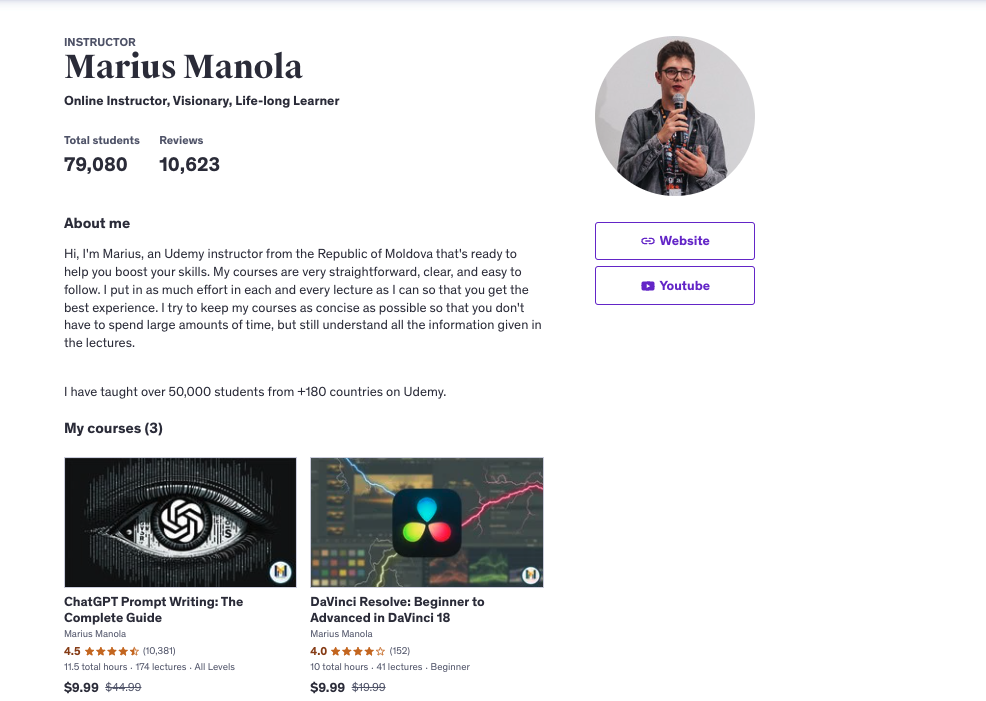 INSTRUCTOR
Marius Manola
Online Instructor, Visionary, Life-long Learner
Total students
Reviews
79,080
10,623
About me
Hi, I'm Marius, an Udemy instructor from the Republic of Moldova that's ready to
help you boost your skills. My courses are very straightforward, clear, and easy to
follow. I put in as much effort in each and every lecture as I can so that you get the
best experience. I try to keep my courses as concise as possible so that you don't
have to spend large amounts of time, but still understand all the information given in
the lectures.
I have taught over 50,000 students from +180 countries on Udemy.
My courses (3)
ChatGPT Prompt Writing: The
Complete Guide
Marius Manola
4.5 (10,381)
11.5 total hours · 174 lectures · All Levels
$9.99 $44.99
DaVinci Resolve: Beginner to
Advanced in DaVinci 18
Marius Manola
4.0 (152)
10 total hours · 41 lectures · Beginner
$9.99 $19.99
Website
Youtube